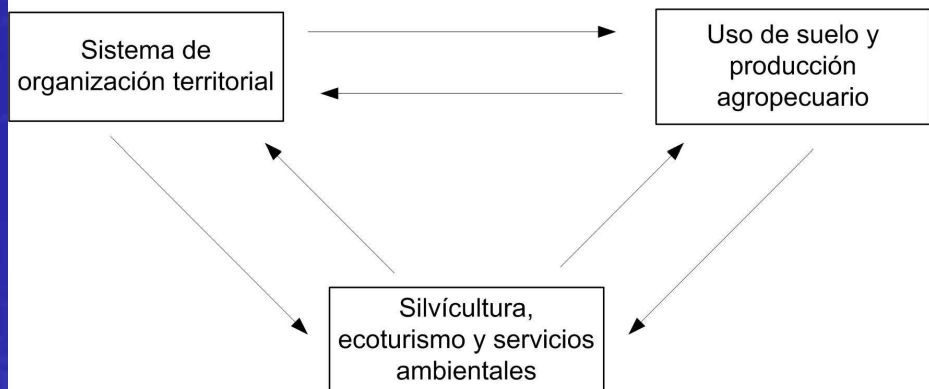 Sistema de
organización territorial
Uso de suelo y
producción
agropecuario
Silvícultura,
ecoturismo y servicios
ambientales